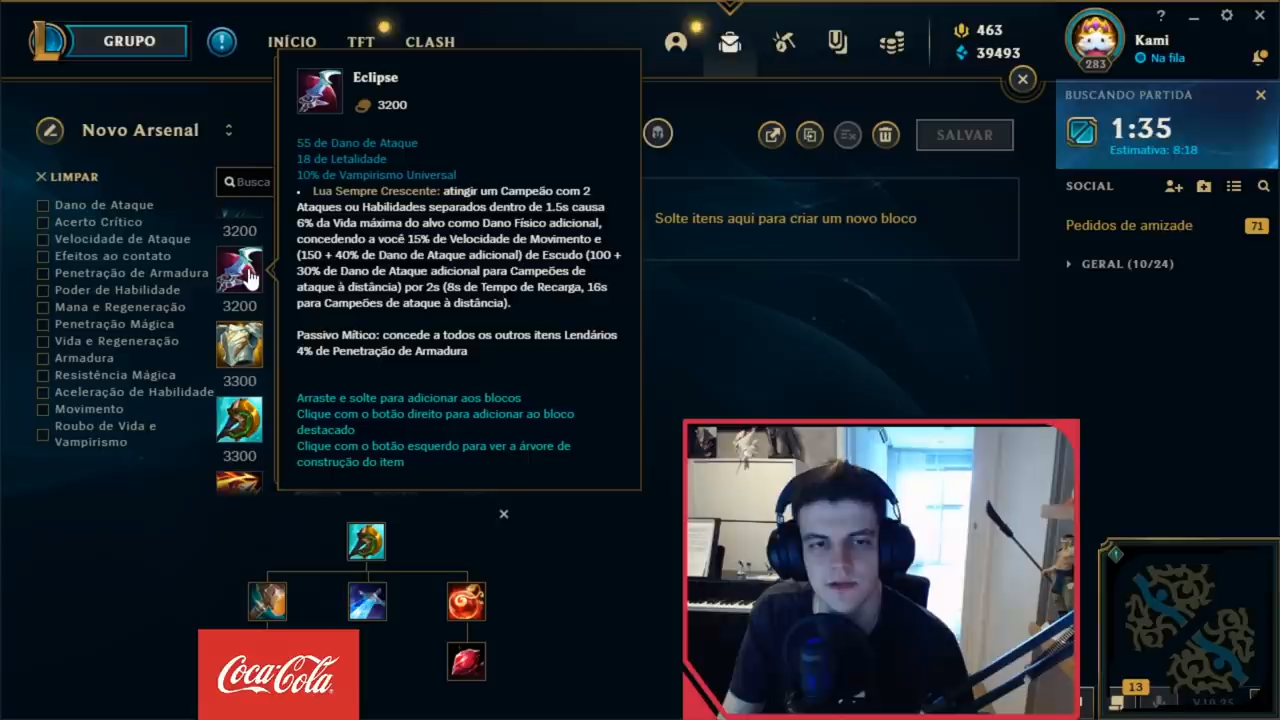 GRUPO
INÍCIO
TFT
CLASH
463
39493
283
Kami
Na fila
BUSCANDO PARTIDA
1:35
Estimativa: 8:18
SOCIAL
Pedidos de amizade
71
GERAL (10/24)
Novo Arsenal
SALVAR
LIMPAR
Busca
Dano de Ataque
Acerto Crítico
Velocidade de Ataque
Efeitos ao contato
Penetração de Armadura
Poder de Habilidade
Mana e Regeneração
Penetração Mágica
Vida e Regeneração
Armadura
Resistência Mágica
Aceleração de Habilidade
Movimento
Roubo de Vida e
Vampirismo
3200
3200
3300
3300
Eclipse
3200
55 de Dano de Ataque
18 de Letalidade
10% de Vampirismo Universal
• Lua Sempre Crescente: atingir um Campeão com 2
Ataques ou Habilidades separados dentro de 1.5s causa
6% da Vida máxima do alvo como Dano Físico adicional,
concedendo a você 15% de Velocidade de Movimento e
(150 + 40% de Dano de Ataque adicional) de Escudo (100 +
30% de Dano de Ataque adicional para Campeões de
ataque à distância) por 2s (8s de Tempo de Recarga, 16s
para Campeões de ataque à distância).
Passivo Mítico: concede a todos os outros itens Lendários
4% de Penetração de Armadura
Arraste e solte para adicionar aos blocos
Clique com o botão direito para adicionar ao bloco
destacado
Clique com o botão esquerdo para ver a árvore de
construção do item
Solte itens aqui para criar um novo bloco
Coca-Cola
13
V10.25